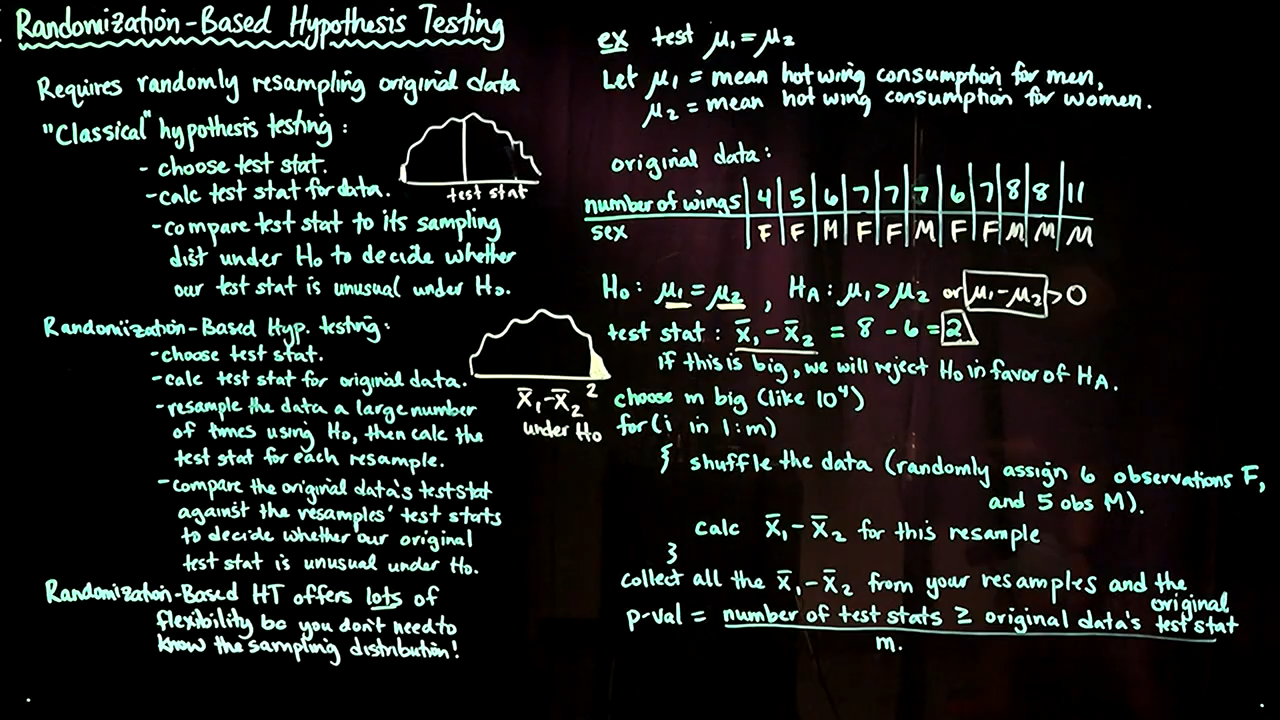 Randomization-Based Hypothesis Testing
Requires randomly resampling original data
"Classical" hypothesis testing:
- choose test stat.
- calc test stat for data.
- compare test stat to its sampling
dist under H₀ to decide whether
our test stat is unusual under H₀.
test stat
Randomiization-Based Hyp. testing:
- choose test stat.
- calc test stat for original data.
- resample the data a large number
of times using H₀, then calc the
test stat for each resample.
- compare the original data's test stat
against the resamples' test stats
to decide whether our original
test stat is unusual under H₀.
x̄₁-x̄₂ 2
under H₀
Randomization-Based HT offers lots of
flexibility bc you don't need to
know the sampling distribution!
ex test μ₁=μ₂
Let μ₁ = mean hot wing consumption for men,
μ₂ = mean hot wing consumption for women.
original data:
number of wings | 4 | 5 | 6 | 7 | 7 | 7 | 6 | 7 | 8 | 8 | 11
sex | F | F | M | F | F | M | F | F | M | M | M
H₀: μ₁=μ₂, H_A: μ₁>μ₂ or μ₁-μ₂>0
test stat: x̄₁-x̄₂ = 8-6=2
if this is big, we will reject H₀ in favor of H_A.
choose m big (like 10⁴)
for(i in 1:m)
{ shuffle the data (randomly assign 6 observations F,
and 5 obs M).
calc x̄₁-x̄₂ for this resample
}
collect all the x̄₁-x̄₂ from your resamples and the
original
p-val = number of test stats ≥ original data's test stat
m.